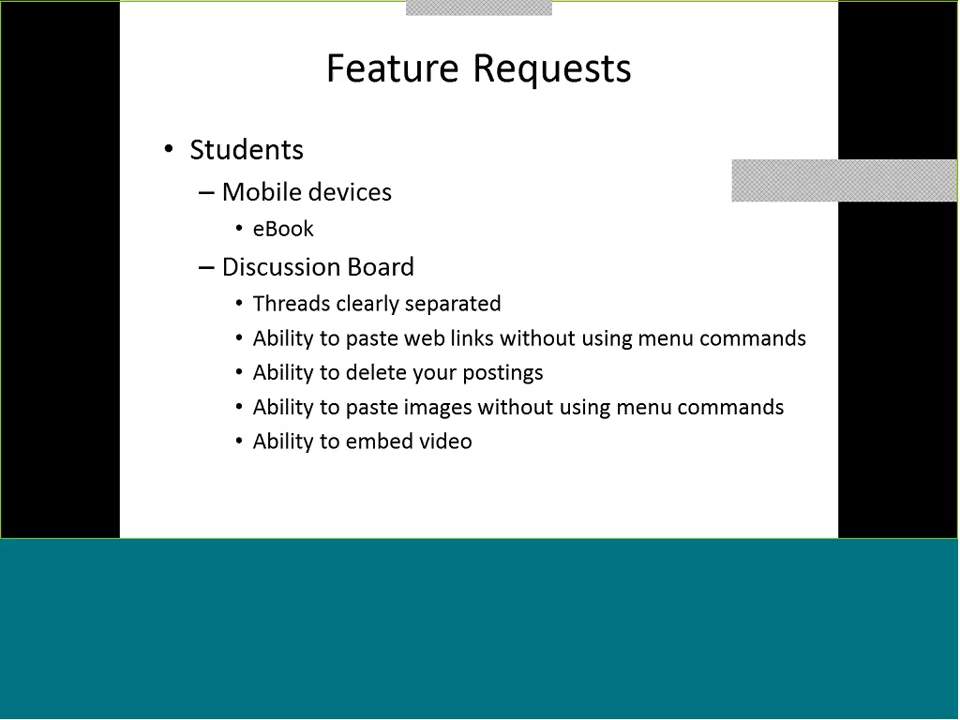 Feature Requests
• Students
– Mobile devices
• eBook
– Discussion Board
• Threads clearly separated
• Ability to paste web links without using menu commands
• Ability to delete your postings
• Ability to paste images without using menu commands
• Ability to embed video